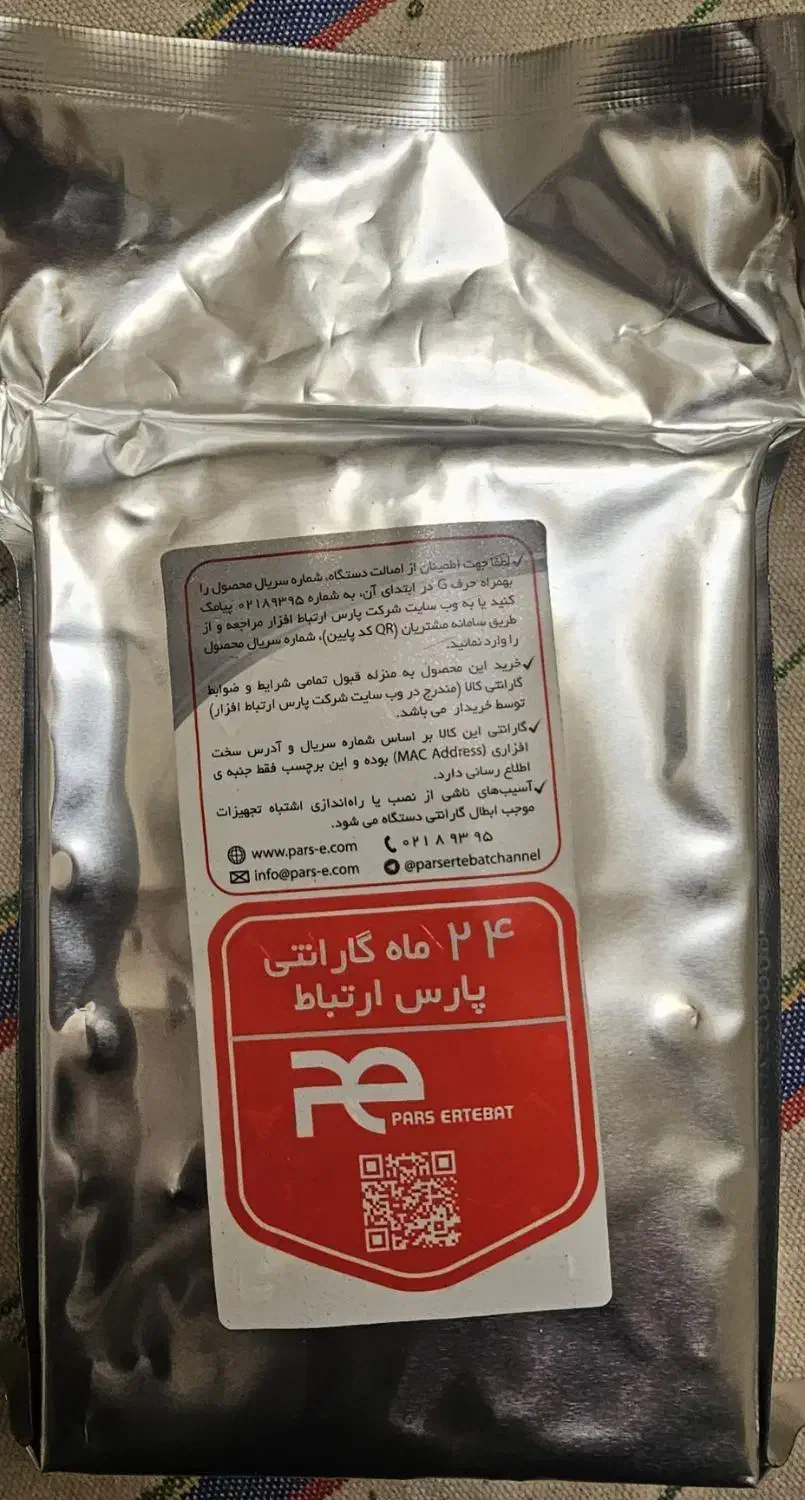 ✓ لطفا جهت اطمینان از اصالت دستگاه، شماره سریال محصول را
بهمراه حرف G در ابتدای آن، به شماره ۰۲۱۸۹۳۹۵ پیامک
کنید یا به وب سایت شرکت پارس ارتباط افزار مراجعه و از
طریق سامانه مشتریان (QR کد پایین)، شماره سریال محصول
را وارد نمایید.
✓ خرید این محصول به منزله قبول تمامی شرایط و ضوابط
گارانتی کالا (مندرج در وب سایت شرکت پارس ارتباط افزار)
توسط خریدار می باشد.
✓ گارانتی این کالا بر اساس شماره سریال و آدرس سخت
افزاری (MAC Address) بوده و این برچسب فقط جنبه ی
اطلاع رسانی دارد.
✓ آسیب‌های ناشی از نصب یا راه‌اندازی اشتباه تجهیزات
موجب ابطال گارانتی دستگاه می شود.
www.pars-e.com ۰۲۱ ۸ ۹۳ ۹۵
info@pars-e.com @parsertebatchannel
۲۴ ماه گارانتی
پارس ارتباط
PARS ERTEBAT